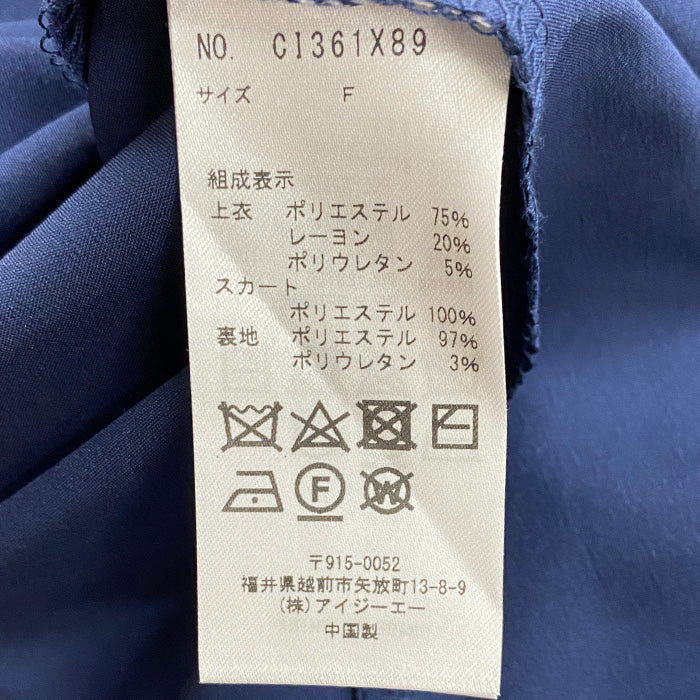 NO. CI361X89
サイズ F
組成表示
上衣 ポリエステル 75%
レーヨン 20%
ポリウレタン 5%
スカート
ポリエステル 100%
裏地 ポリエステル 97%
ポリウレタン 3%
F W
〒915-0052
福井県越前市矢放町13-8-9
(株)アイジーエー
中国製